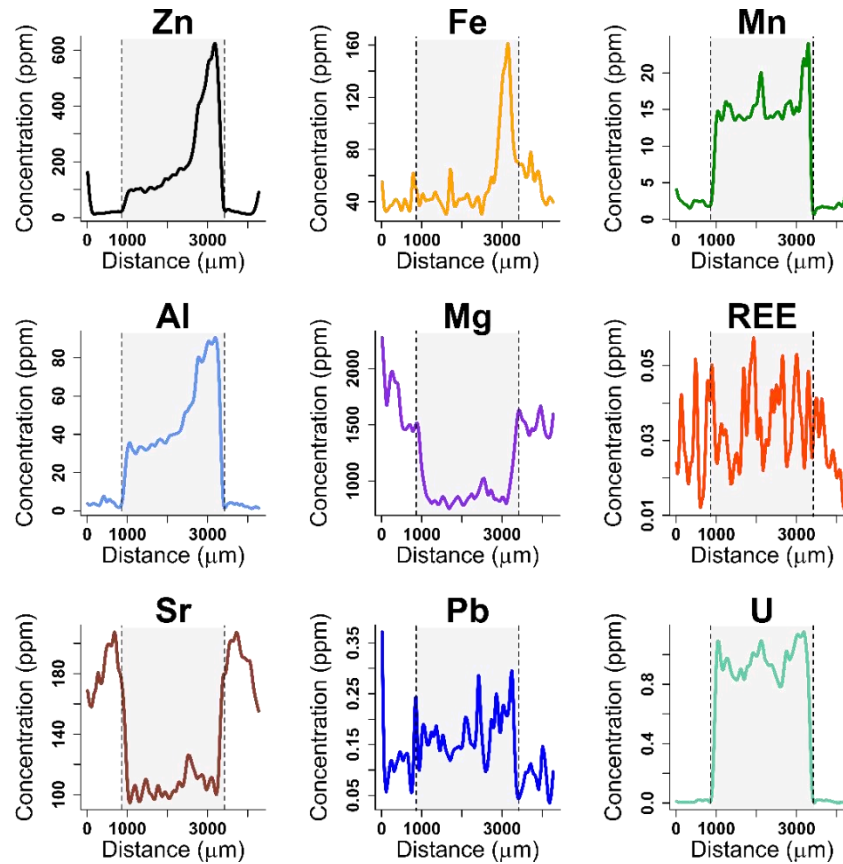 Zn
Concentration (ppm)
0 200 400 600
0 1000 3000
Distance (μm)
Fe
Concentration (ppm)
40 80 120 160
0 1000 3000
Distance (μm)
Mn
Concentration (ppm)
0 5 10 15 20
0 1000 3000
Distance (μm)
Al
Concentration (ppm)
0 20 40 60 80
0 1000 3000
Distance (μm)
Mg
Concentration (ppm)
1000 1500 2000
0 1000 3000
Distance (μm)
REE
Concentration (ppm)
0.01 0.03 0.05
0 1000 3000
Distance (μm)
Sr
Concentration (ppm)
100 140 180
0 1000 3000
Distance (μm)
Pb
Concentration (ppm)
0.05 0.15 0.25 0.35
0 1000 3000
Distance (μm)
U
Concentration (ppm)
0.0 0.4 0.8
0 1000 3000
Distance (μm)